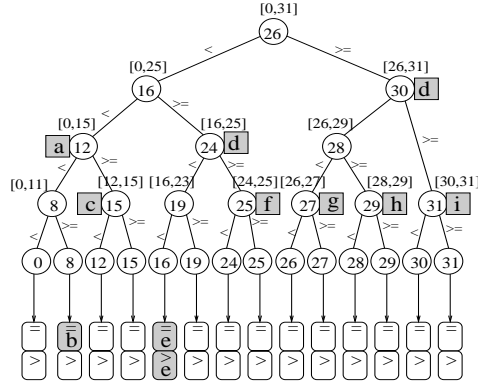 [0,31]
26
< >=
[0,25] [26,31]
16 30 d
< >= < >=
[0,15] [16,25] [26,29]
a 12 24 d 28
< >= < >= < >=
[0,11] [12,15] [16,23] [24,25] [26,27] [28,29] [30,31]
8 c 15 19 25 f 27 g 29 h 31 i
< >= < >= < >= < >= < >= < >= < >=
0 8 12 15 16 19 24 25 26 27 28 29 30 31
= = = = = = = = = = = = = =
b e
> > > > > > > > > > > > > >
e